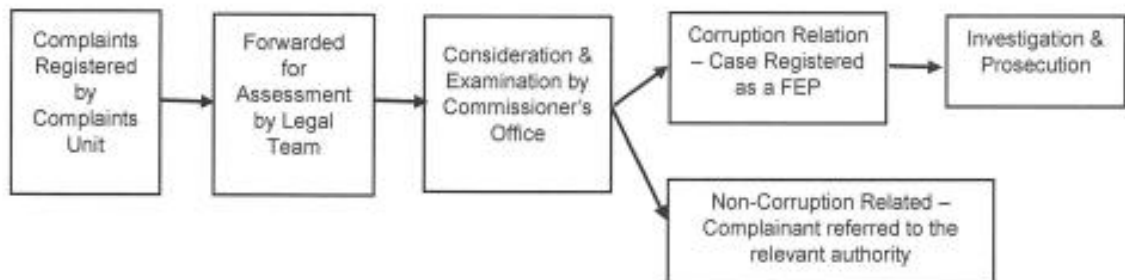 Complaints
Registered
by
Complaints
Unit
Forwarded
for
Assessment
by Legal
Team
Consideration &
Examination by
Commissioner's
Office
Corruption Relation
– Case Registered
as a FEP
Investigation &
Prosecution
Non-Corruption Related –
Complainant referred to the
relevant authority